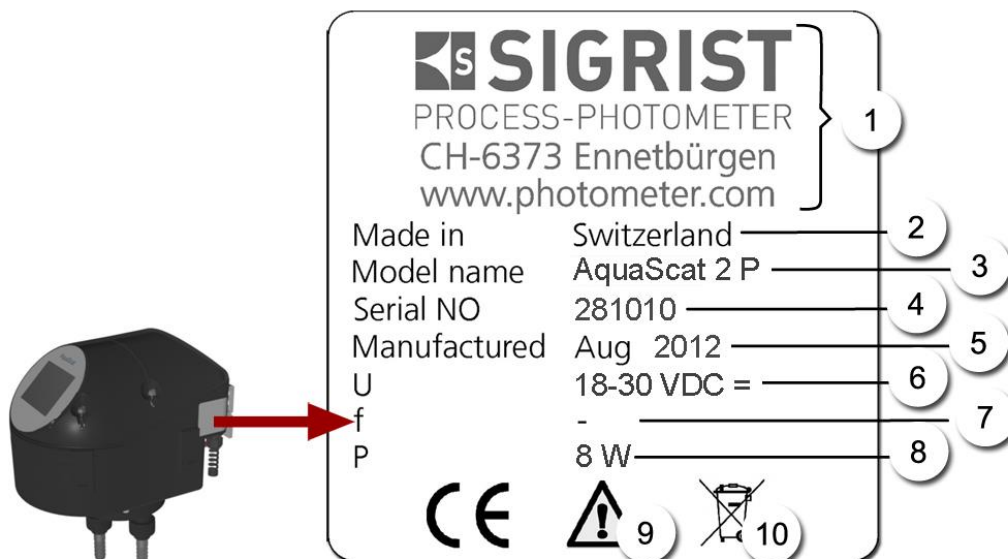 S SIGRIST
PROCESS-PHOTOMETER
CH-6373 Ennetbürgen
www.photometer.com
1
Made in Switzerland 2
Model name AquaScat 2 P 3
Serial NO 281010 4
Manufactured Aug 2012 5
U 18-30 VDC = 6
f - 7
P 8 W 8
CE 9 10